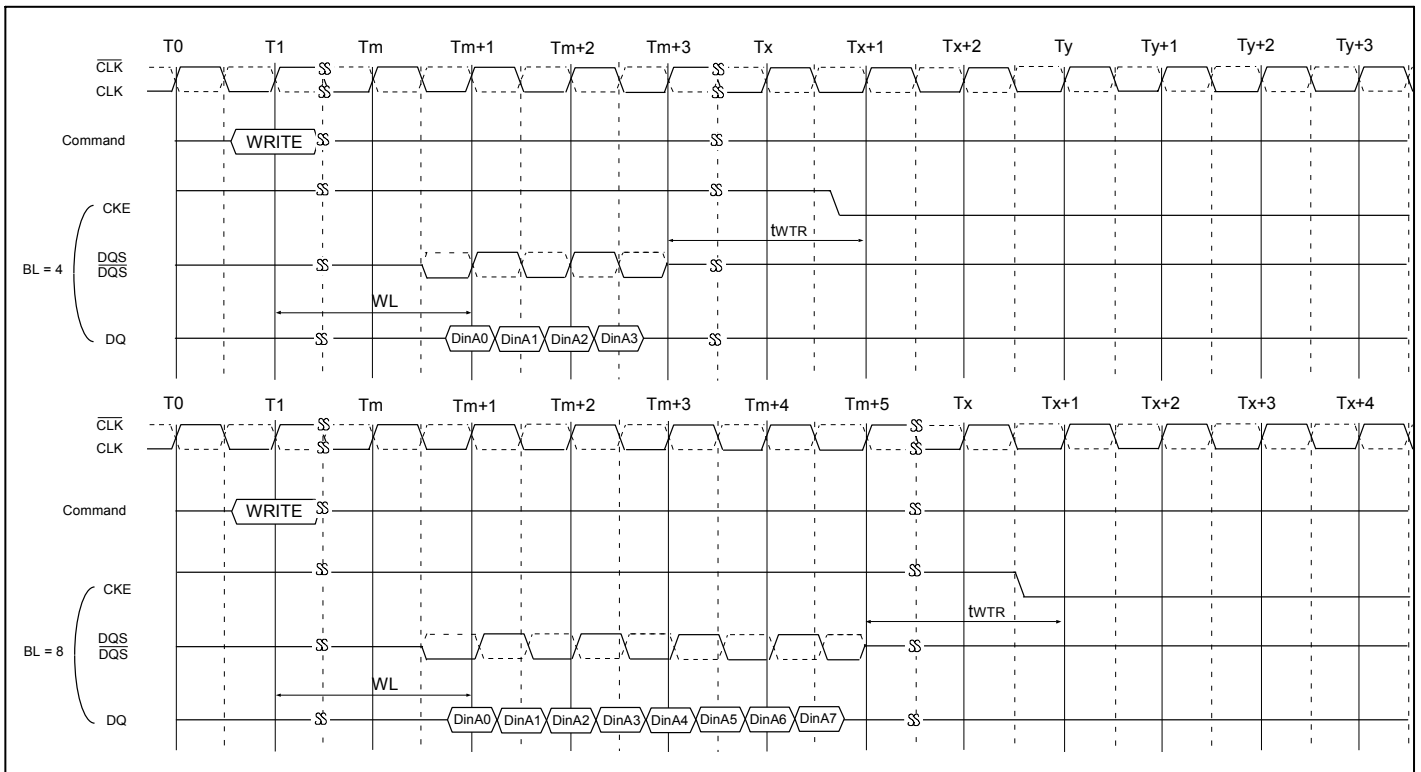 T0 T1 Tm Tm+1 Tm+2 Tm+3 Tx Tx+1 Tx+2 Ty Ty+1 Ty+2 Ty+3
CLK
CLK
Command WRITE
CKE
tWTR
BL = 4
DQS
DQS
WL
DQ DinA0 DinA1 DinA2 DinA3
T0 T1 Tm Tm+1 Tm+2 Tm+3 Tm+4 Tm+5 Tx Tx+1 Tx+2 Tx+3 Tx+4
CLK
CLK
Command WRITE
CKE
tWTR
BL = 8
DQS
DQS
WL
DQ DinA0 DinA1 DinA2 DinA3 DinA4 DinA5 DinA6 DinA7